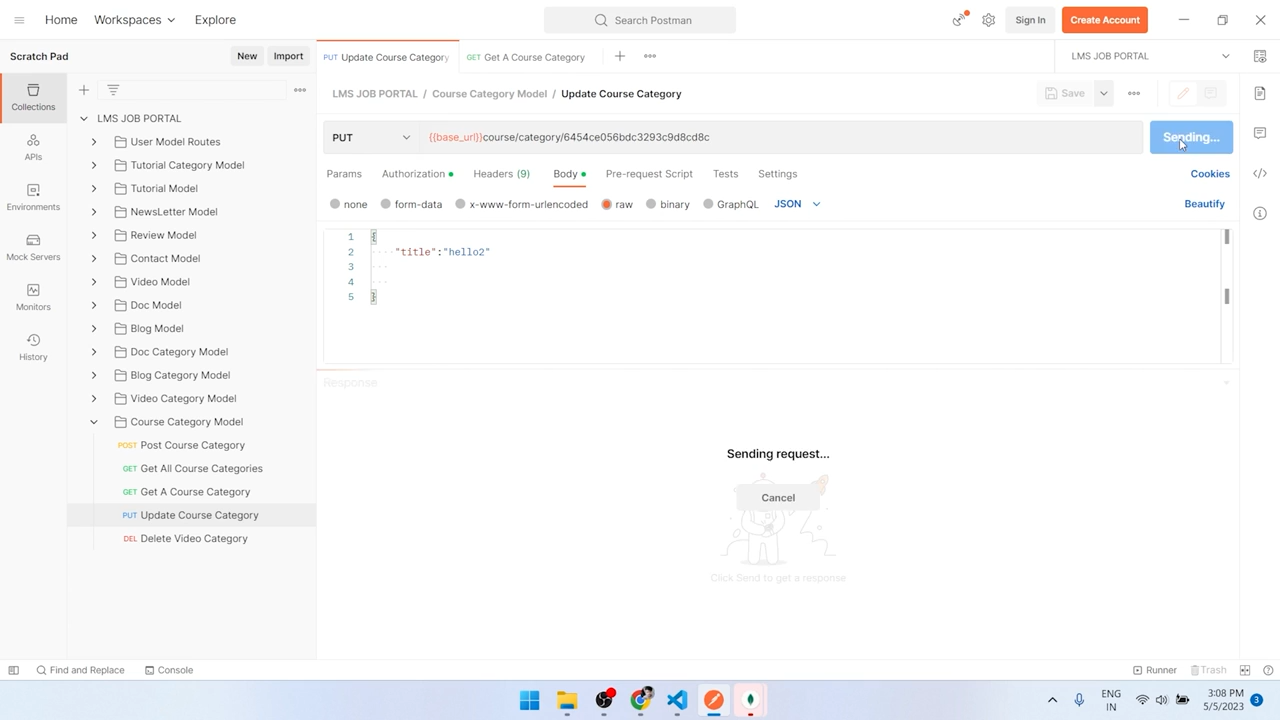 Home
Workspaces
Explore
Search Postman
Sign In
Create Account
Scratch Pad
New
Import
PUT Update Course Category
GET Get A Course Category
LMS JOB PORTAL
Collections
APIs
Environments
Mock Servers
Monitors
History
LMS JOB PORTAL
User Model Routes
Tutorial Category Model
Tutorial Model
NewsLetter Model
Review Model
Contact Model
Video Model
Doc Model
Blog Model
Doc Category Model
Blog Category Model
Video Category Model
Course Category Model
POST Post Course Category
GET Get All Course Categories
GET Get A Course Category
PUT Update Course Category
DEL Delete Video Category
LMS JOB PORTAL / Course Category Model / Update Course Category
Save
PUT
{{base_url}}course/category/6454ce056bdc3293c9d8cd8c
Sending...
Params
Authorization
Headers (9)
Body
Pre-request Script
Tests
Settings
Cookies
none
form-data
x-www-form-urlencoded
raw
binary
GraphQL
JSON
Beautify
1 {
2 "title":"hello2"
3
4
5 }
Response
Sending request...
Cancel
Click Send to get a response
Find and Replace
Console
Runner
Trash
ENG
IN
3:08 PM
5/5/2023
3